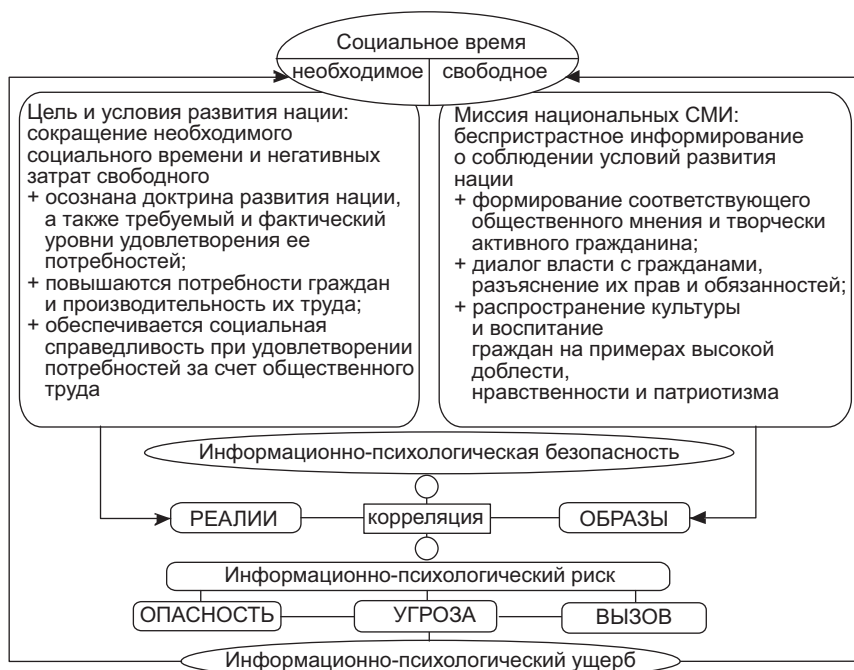 Социальное время
необходимое свободное
Цель и условия развития нации:
сокращение необходимого
социального времени и негативных
затрат свободного
+ осознана доктрина развития нации,
а также требуемый и фактический
уровни удовлетворения ее
потребностей;
+ повышаются потребности граждан
и производительность их труда;
+ обеспечивается социальная
справедливость при удовлетворении
потребностей за счет общественного
труда
Миссия национальных СМИ:
беспристрастное информирование
о соблюдении условий развития
нации
+ формирование соответствующего
общественного мнения и творчески
активного гражданина;
+ диалог власти с гражданами,
разъяснение их прав и обязанностей;
+ распространение культуры
и воспитание
граждан на примерах высокой
доблести,
нравственности и патриотизма
Информационно-психологическая безопасность
РЕАЛИИ корреляция ОБРАЗЫ
Информационно-психологический риск
ОПАСНОСТЬ УГРОЗА ВЫЗОВ
Информационно-психологический ущерб